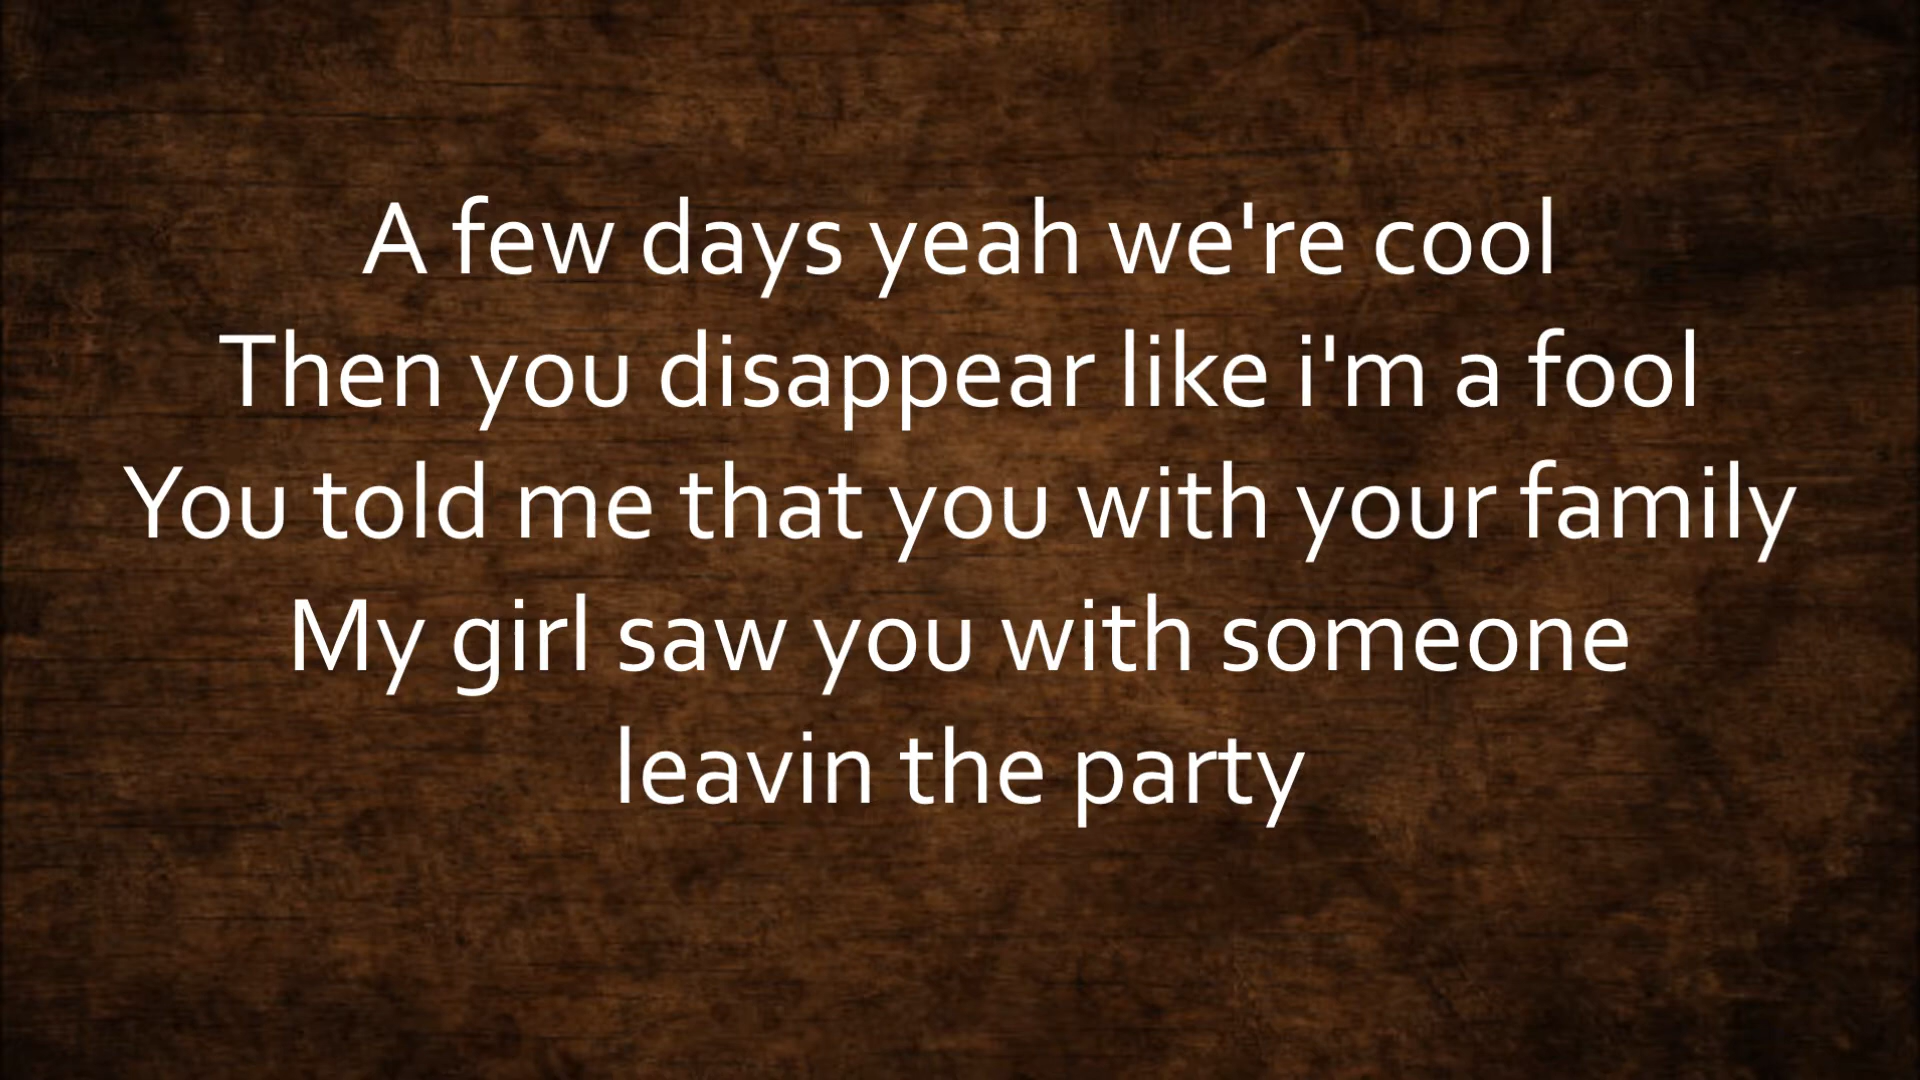 A few days yeah we're cool
Then you disappear like i'm a fool
You told me that you with your family
My girl saw you with someone
leavin the party